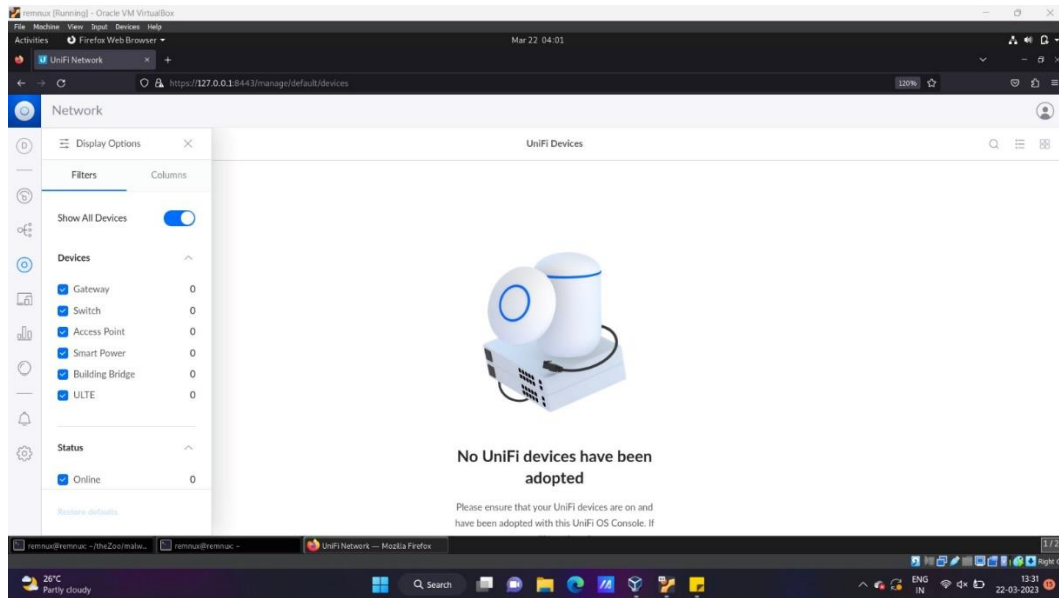 remnux [Running] - Oracle VM VirtualBox
File Machine View Input Devices Help
Activities Firefox Web Browser Mar 22 04:01
UniFi Network
https://127.0.0.1:8443/manage/default/devices 120%
Network
Display Options UniFi Devices
Filters Columns
Show All Devices
Devices
Gateway 0
Switch 0
Access Point 0
Smart Power 0
Building Bridge 0
ULTE 0
Status
Online 0
Restore defaults
No UniFi devices have been
adopted
Please ensure that your UniFi devices are on and
have been adopted with this UniFi OS Console. If
remnux@remnux: ~/theZoo/malw... remnux@remnux: ~ UniFi Network — Mozilla Firefox 1/2
Right
26°C
Partly cloudy
Search
ENG
IN
13:31
22-03-2023